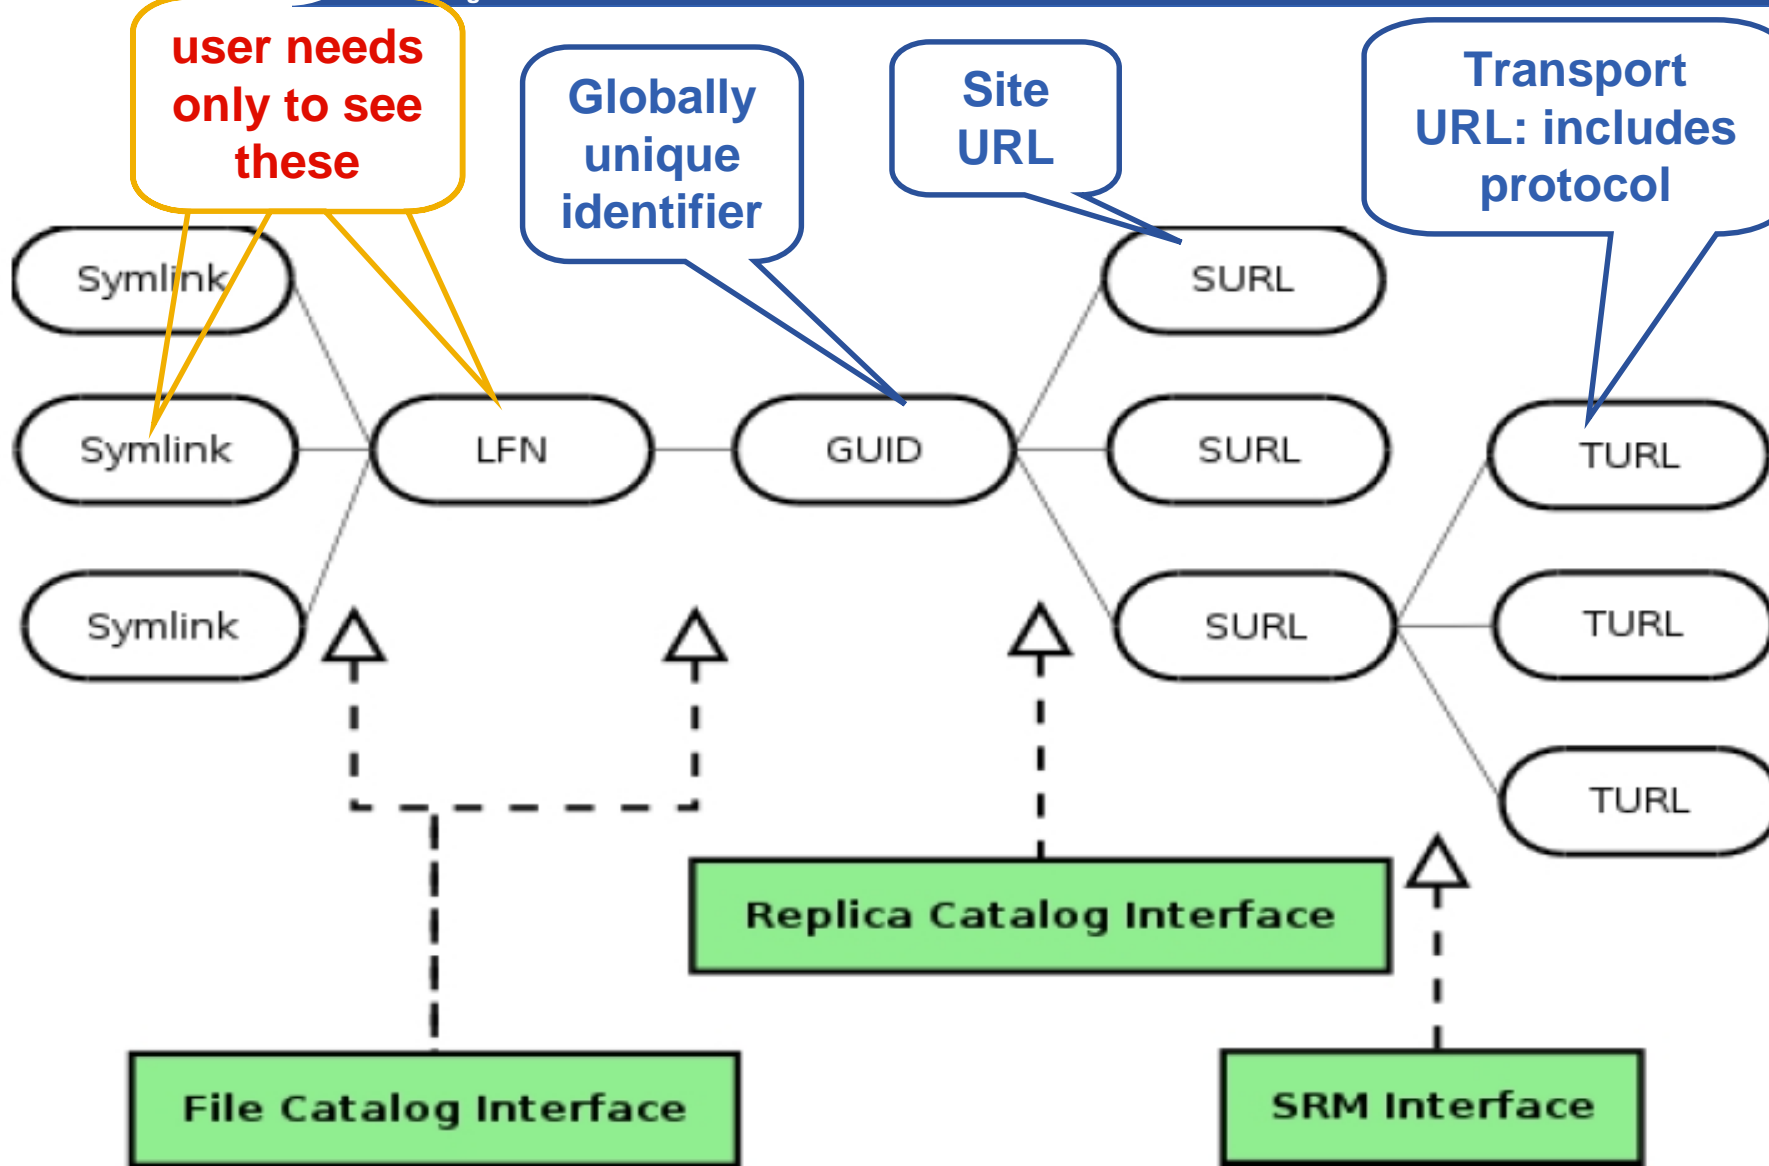 user needs
only to see
these
Globally
unique
identifier
Site
URL
Transport
URL: includes
protocol
Symlink
SURL
Symlink
LFN
GUID
SURL
TURL
Symlink
SURL
TURL
TURL
Replica Catalog Interface
File Catalog Interface
SRM Interface